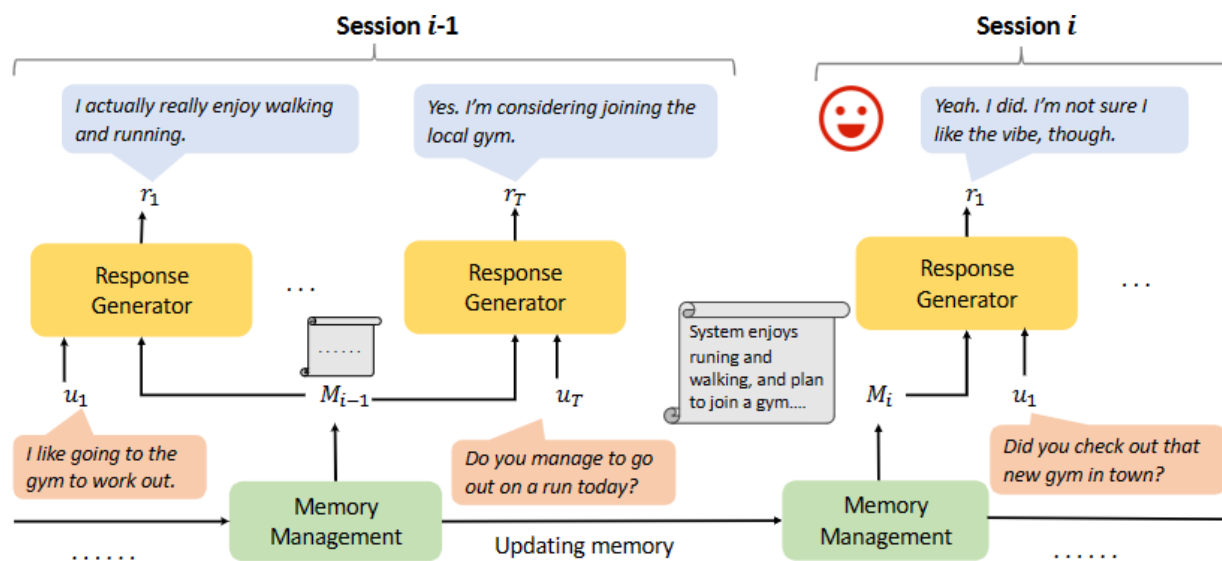 Session i-1
Session i
I actually really enjoy walking
and running.
Yes. I'm considering joining the
local gym.
Yeah. I did. I'm not sure I
like the vibe, though.
r₁
r_T
r₁
Response
Generator
...
Response
Generator
Response
Generator
...
......
System enjoys
runing and
walking, and plan
to join a gym....
u₁
M_{i-1}
u_T
M_i
u₁
I like going to the
gym to work out.
Do you manage to go
out on a run today?
Did you check out that
new gym in town?
Memory
Management
Updating memory
Memory
Management
......
......